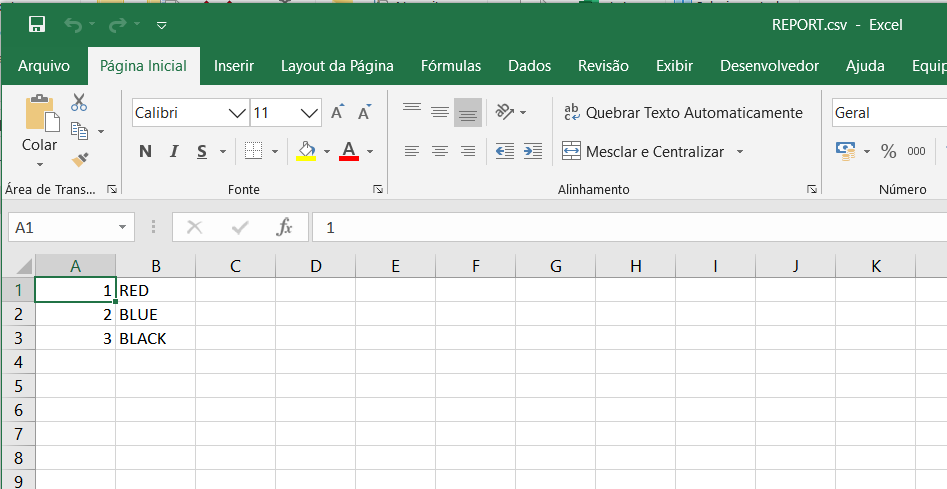 REPORT.csv - Excel
Arquivo Página Inicial Inserir Layout da Página Fórmulas Dados Revisão Exibir Desenvolvedor Ajuda Equip
Colar
Calibri 11 A A
N I S A
ab Quebrar Texto Automaticamente
Mesclar e Centralizar
Geral
% 000
Área de Trans... Fonte Alinhamento Número
A1 fx 1
A B C D E F G H I J K
1 1 RED
2 2 BLUE
3 3 BLACK
4
5
6
7
8
9